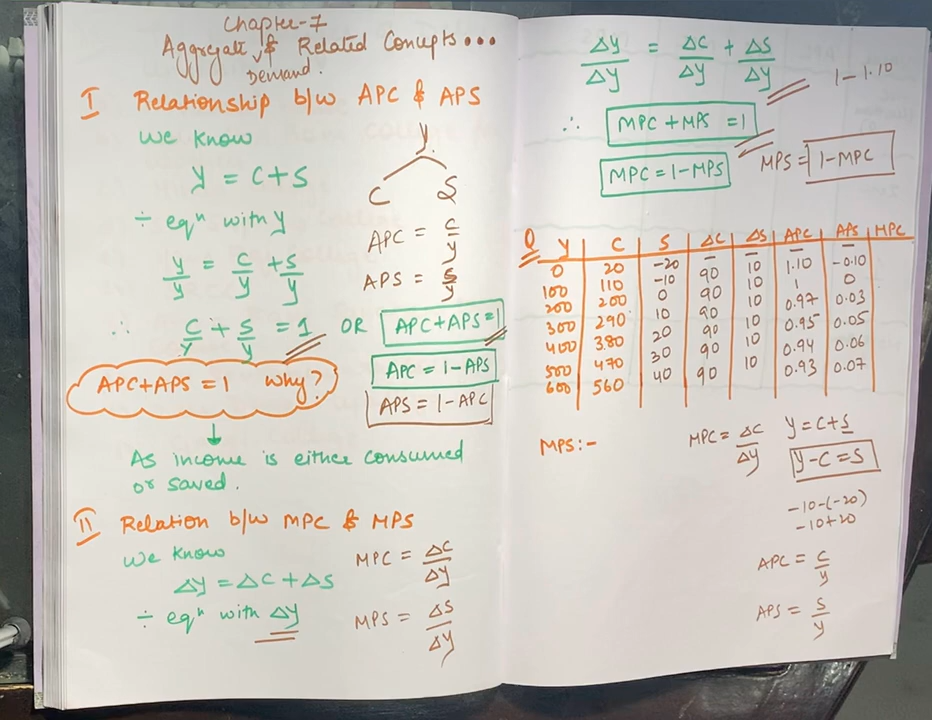 Chapter-7
Aggregate & Related Concepts...
Demand.
I Relationship b/w APC & APS
We know
y = C+S
÷ eqⁿ with y
y/y = C/y + S/y
∴ C/y + S/y = 1 OR APC+APS=1
y
C S
APC = C/y
APS = S/y
APC = 1-APS
APS = 1-APC
APC+APS = 1 why?
As income is either consumed
or saved.
II Relation b/w MPC & MPS
We know
Δy = ΔC + ΔS
÷ eqⁿ with Δy
MPC = ΔC/Δy
MPS = ΔS/Δy
Δy/Δy = ΔC/Δy + ΔS/Δy
1-1.10
∴ MPC + MPS = 1
MPC = 1-MPS MPS = 1-MPC
Q Y C S ΔC ΔS APC APS MPC
0 20 -20 – – – –
100 110 -10 90 10 1.10 -0.10
200 200 0 90 10 1 0
300 290 10 90 10 0.97 0.03
400 380 20 90 10 0.95 0.05
500 470 30 90 10 0.94 0.06
600 560 40 90 10 0.93 0.07
MPS:-
MPC = ΔC/Δy
y = C+S
y-C = S
-10-(-20)
-10+20
APC = C/y
APS = S/y